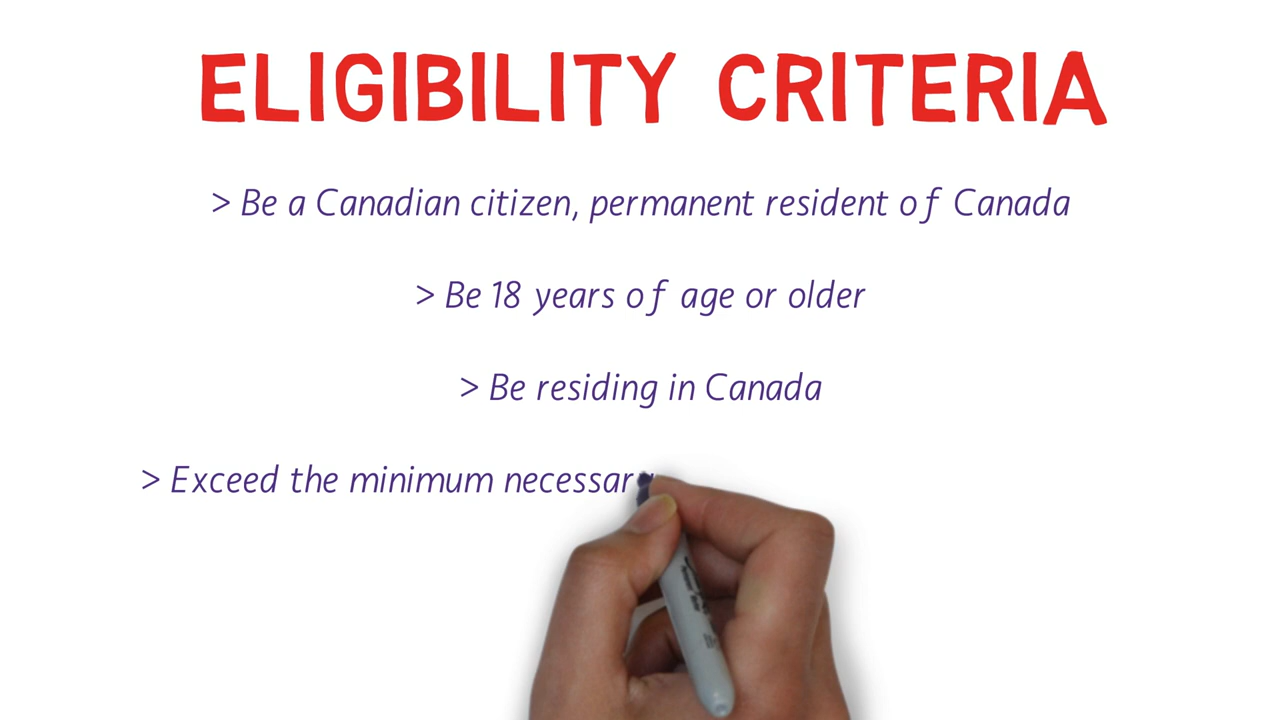 ELIGIBILITY CRITERIA
> Be a Canadian citizen, permanent resident of Canada
> Be 18 years of age or older
> Be residing in Canada
> Exceed the minimum necessary